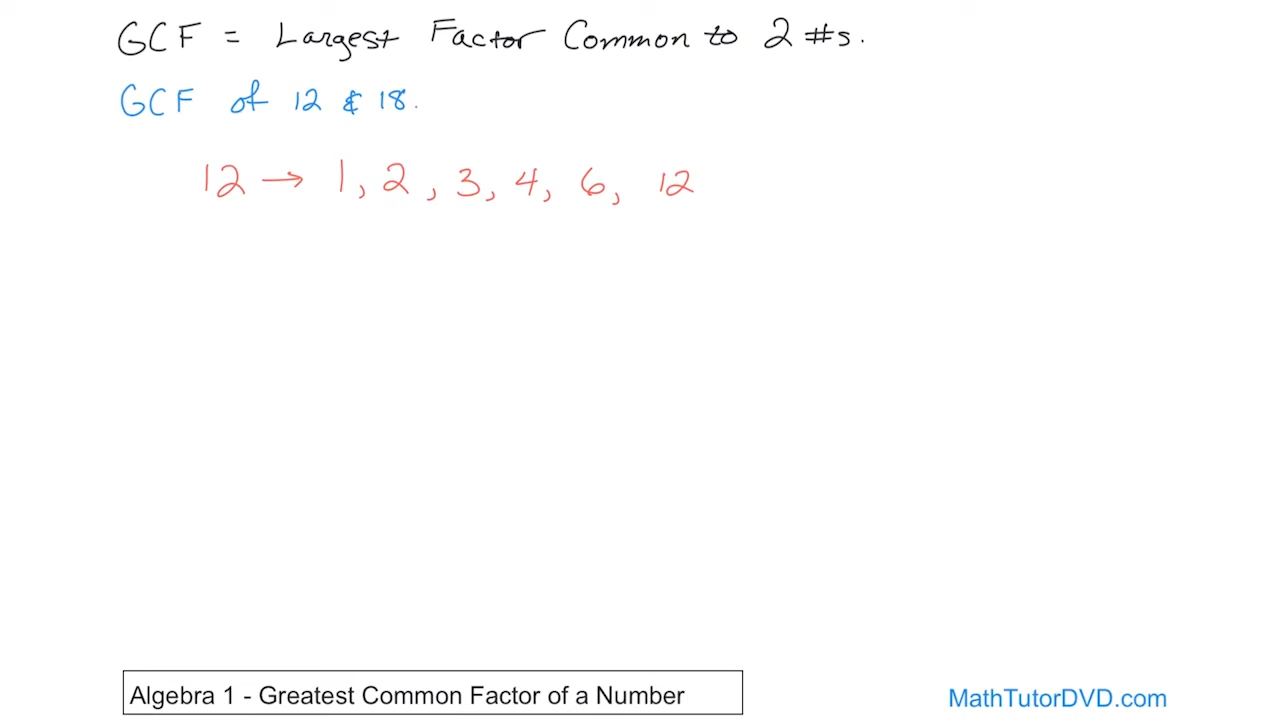 GCF = Largest Factor Common to 2 #s.
GCF of 12 & 18.
12 → 1, 2, 3, 4, 6, 12
Algebra 1 - Greatest Common Factor of a Number
MathTutorDVD.com